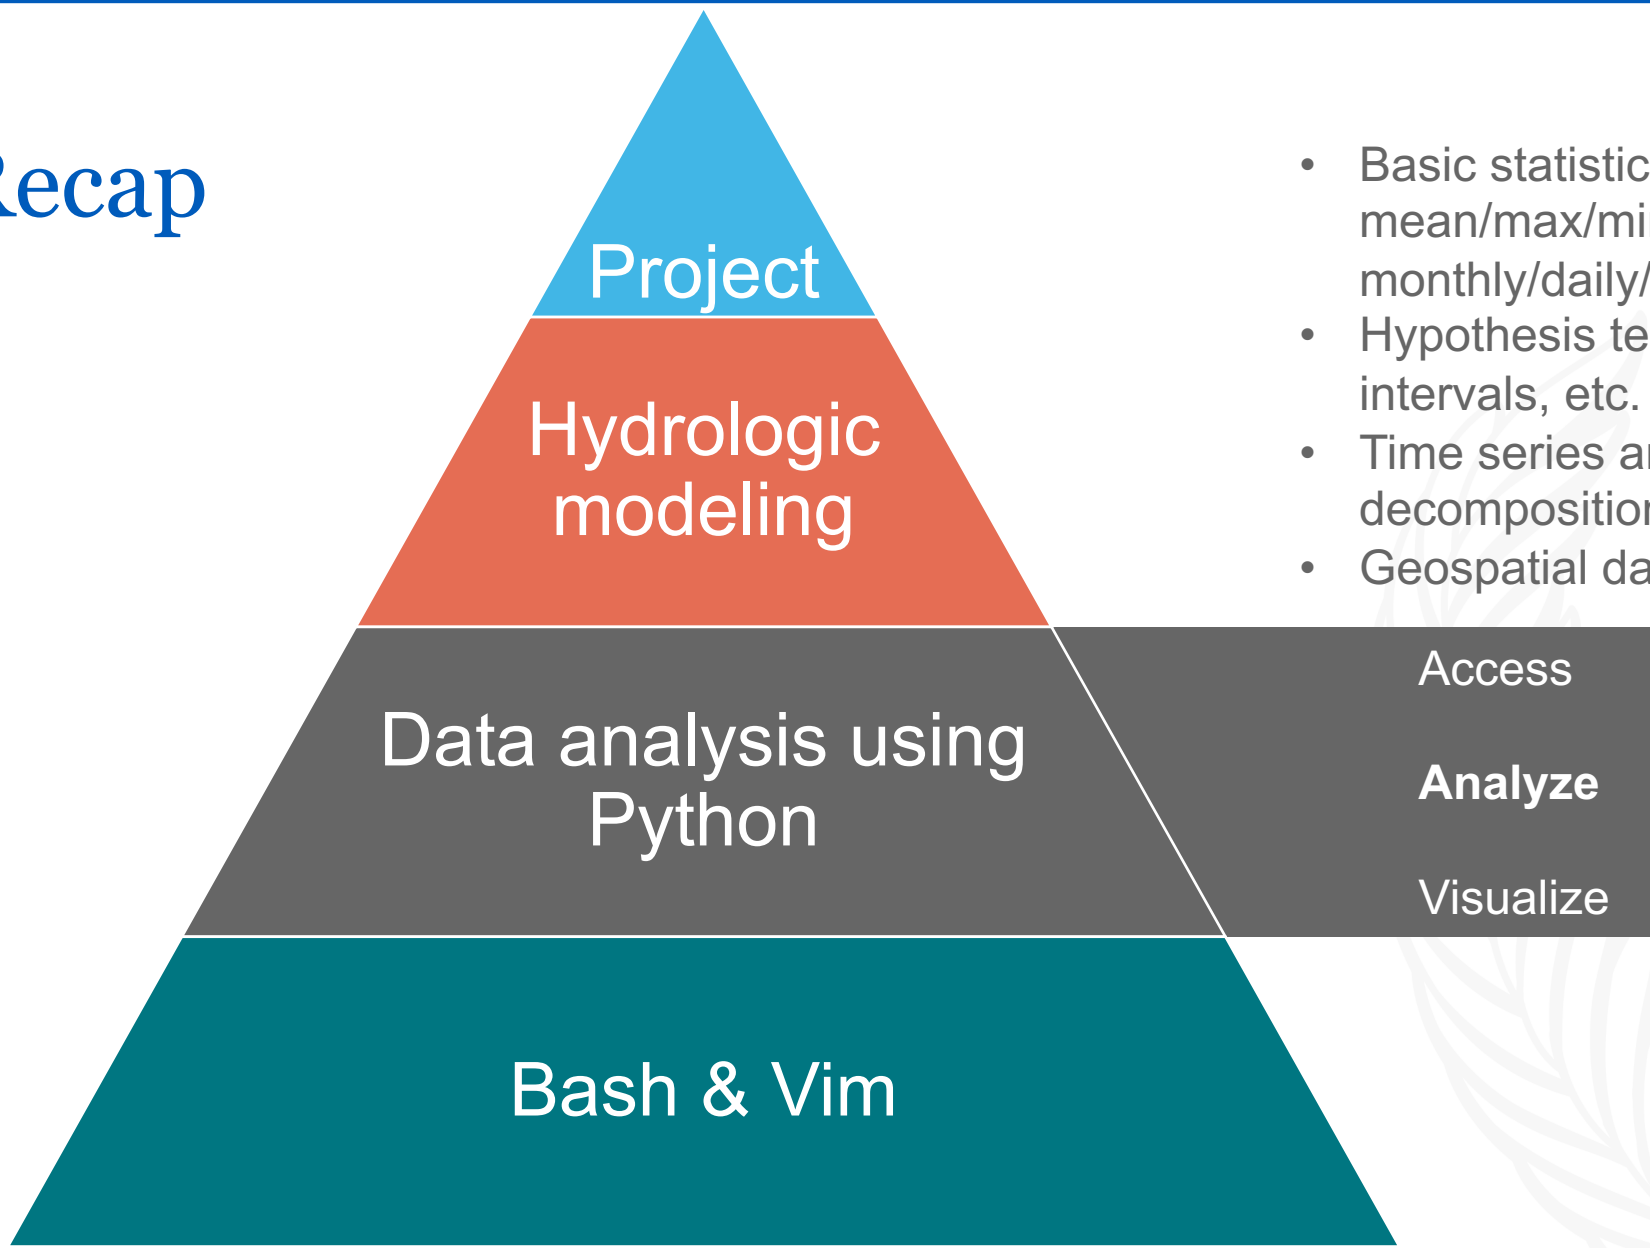 Recap
Project
Hydrologic
modeling
Data analysis using
Python
Bash & Vim
• Basic statistic
mean/max/mi
monthly/daily/
• Hypothesis te
intervals, etc.
• Time series a
decomposition
• Geospatial da
Access
Analyze
Visualize